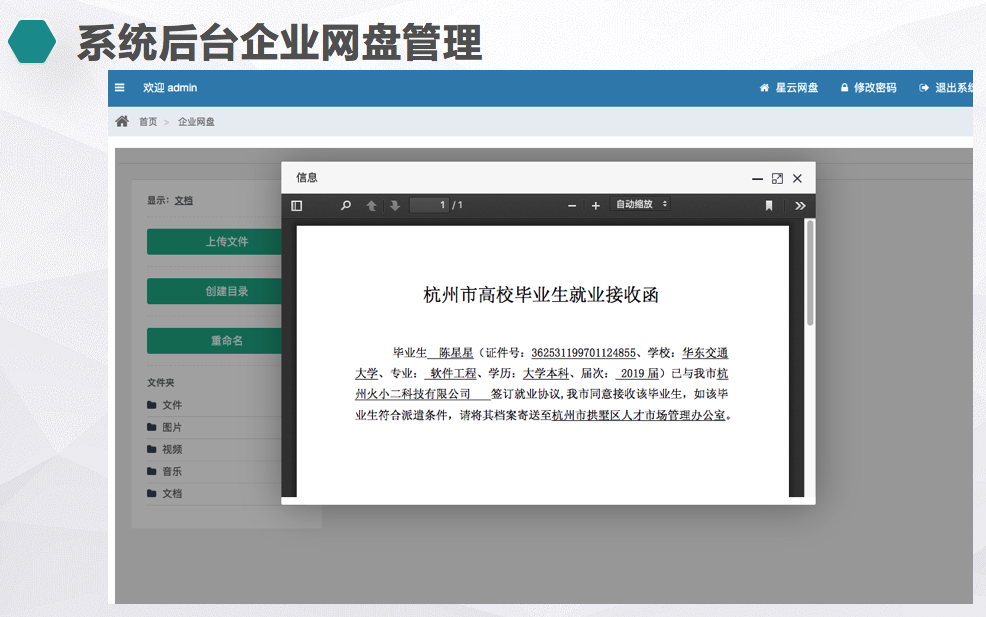 系统后台企业网盘管理
欢迎 admin
星云网盘 修改密码 退出系统
首页 > 企业网盘
显示: 文档
上传文件
创建目录
重命名
文件夹
文件
图片
视频
音乐
文档
信息
1 / 1 自动缩放
杭州市高校毕业生就业接收函
毕业生 陈星星（证件号：362531199701124855、学校：华东交通
大学、专业： 软件工程、学历：大学本科、届次： 2019 届）已与我市杭
州火小二科技有限公司 签订就业协议,我市同意接收该毕业生，如该毕
业生符合派遣条件，请将其档案寄送至杭州市拱墅区人才市场管理办公室。